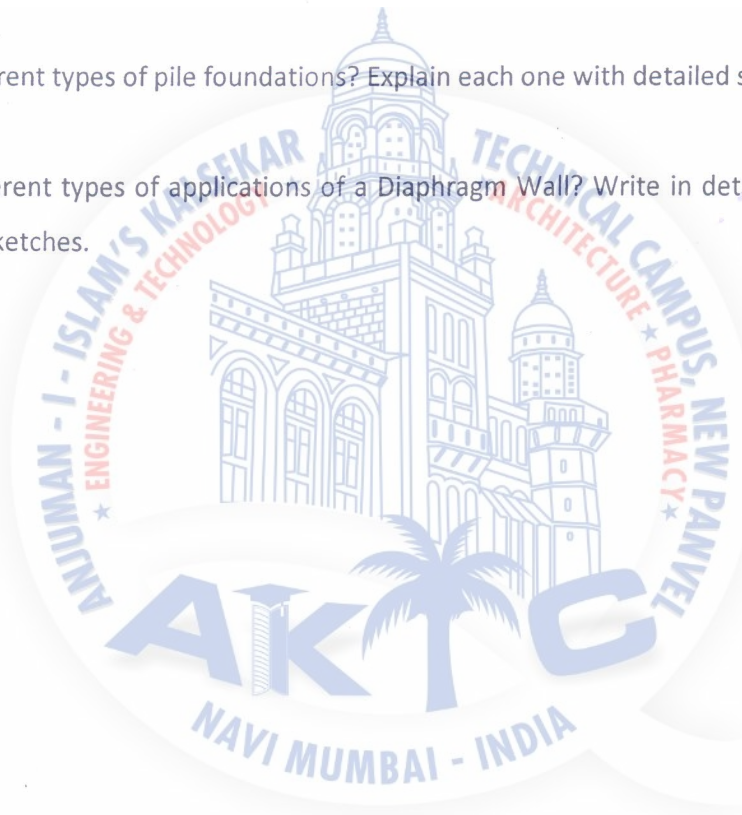 rent types of pile foundations? Explain each one with detailed s
erent types of applications of a Diaphragm Wall? Write in det
ketches.
ANJUMAN - I - ISLAM'S KALSEKAR TECHNICAL CAMPUS, NEW PANVEL
★ ENGINEERING & TECHNOLOGY ★ ARCHITECTURE ★ PHARMACY ★
AKTC
NAVI MUMBAI - INDIA